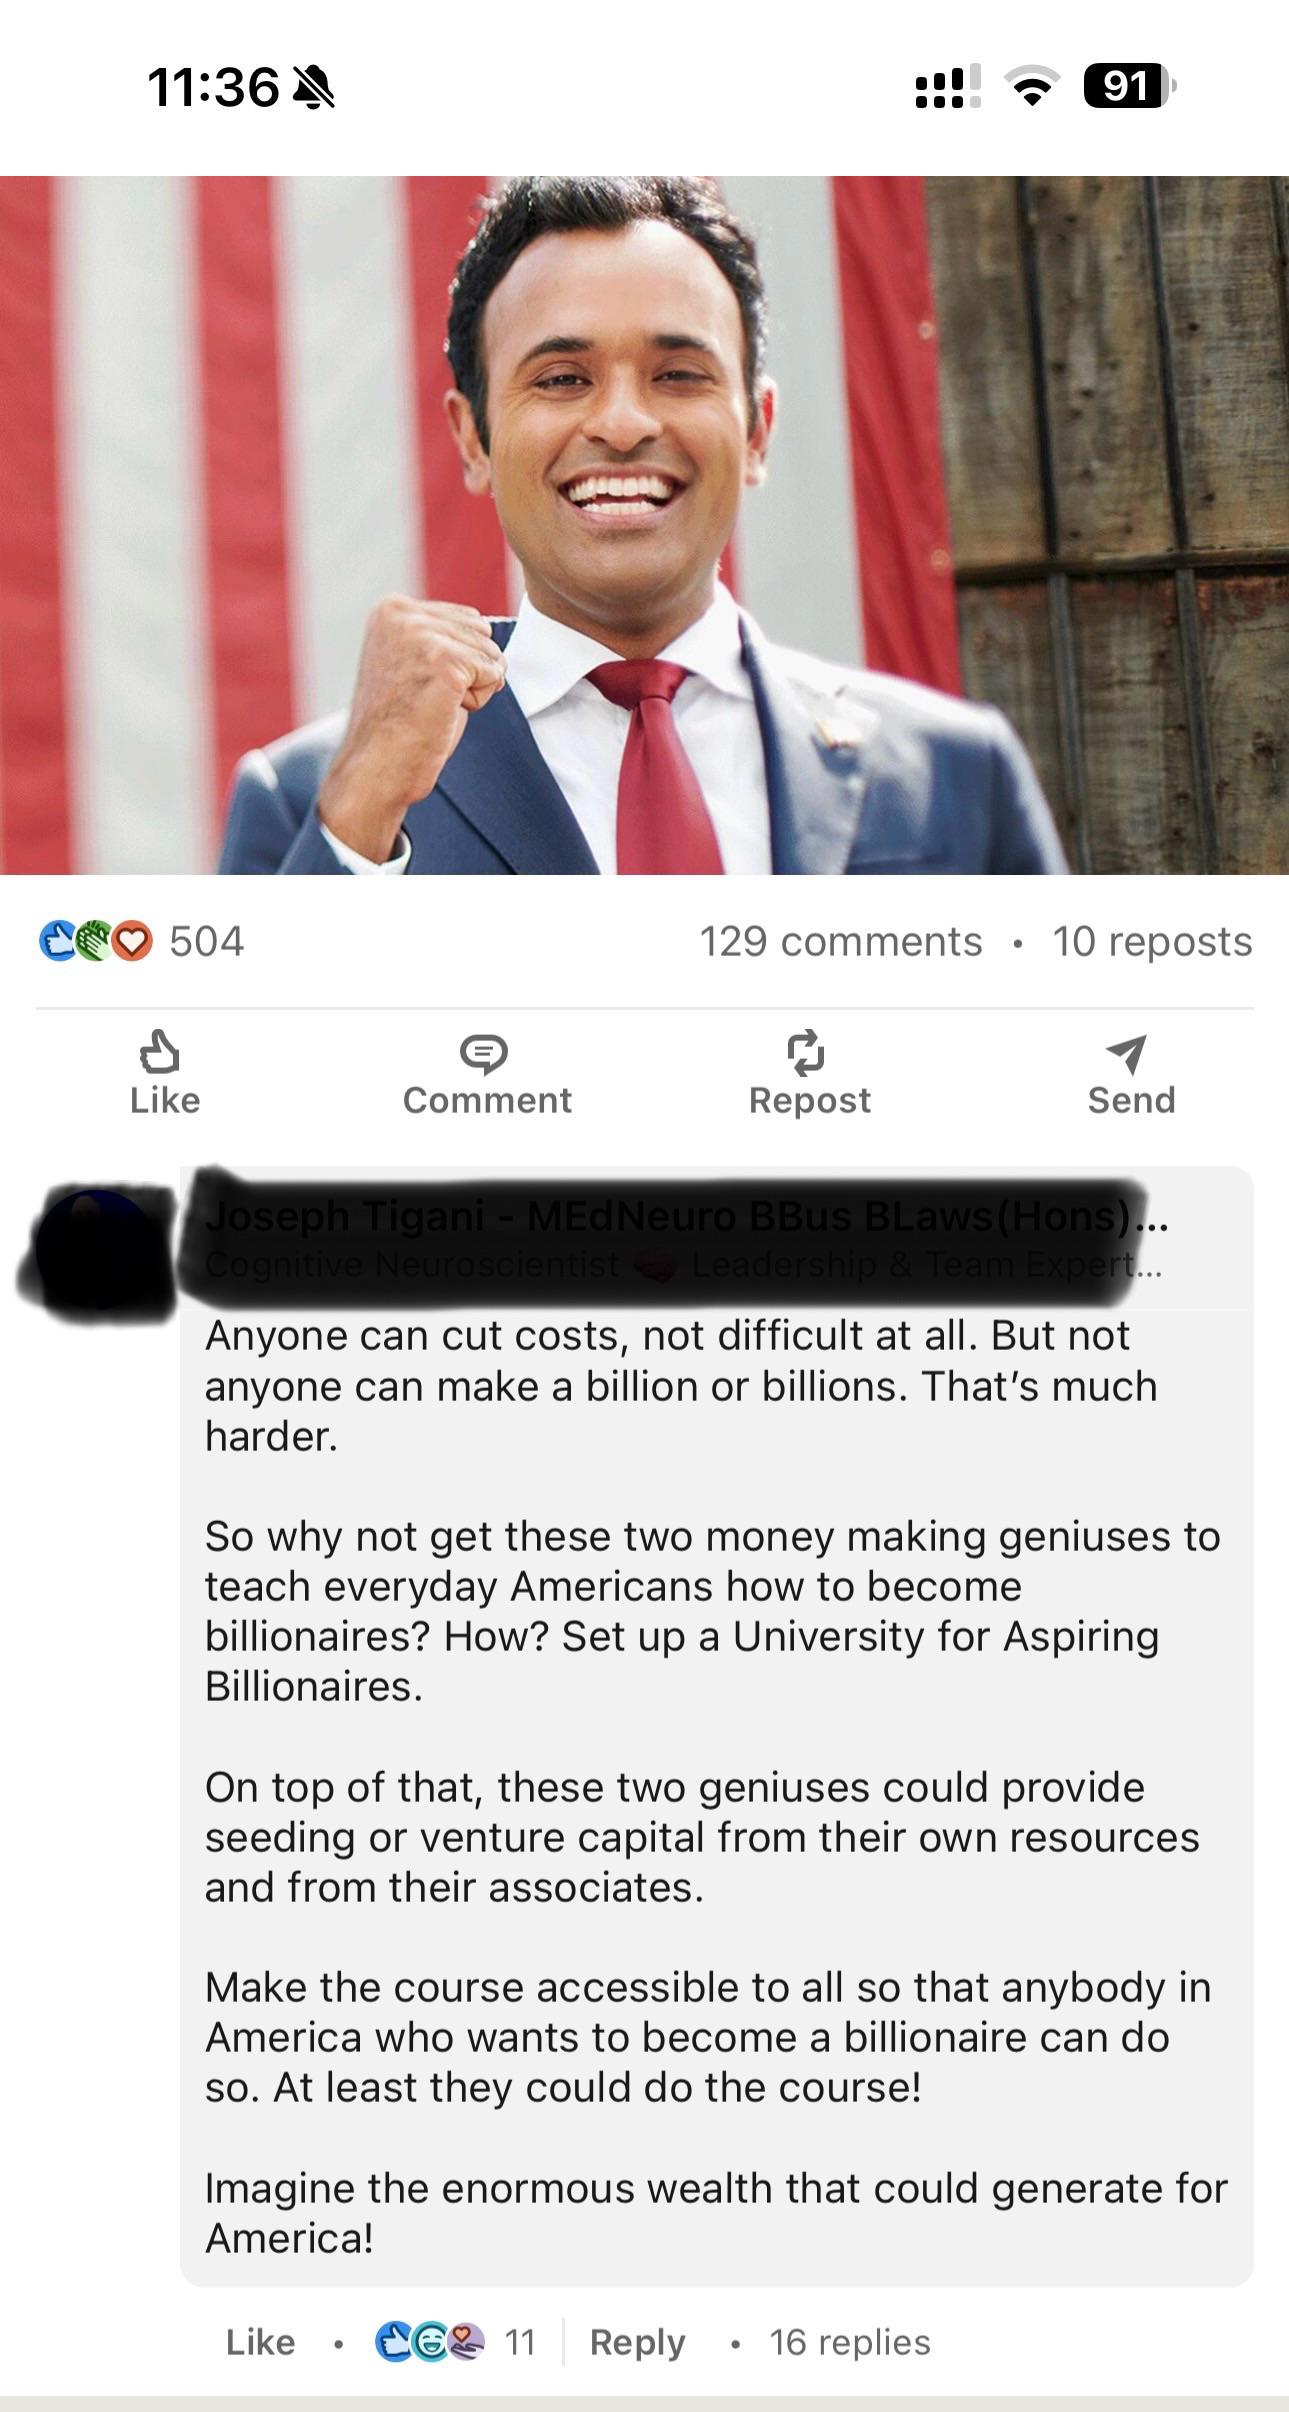 11:36
91
504
129 comments • 10 reposts
Like
Comment
Repost
Send
...
...
Anyone can cut costs, not difficult at all. But not
anyone can make a billion or billions. That’s much
harder.
So why not get these two money making geniuses to
teach everyday Americans how to become
billionaires? How? Set up a University for Aspiring
Billionaires.
On top of that, these two geniuses could provide
seeding or venture capital from their own resources
and from their associates.
Make the course accessible to all so that anybody in
America who wants to become a billionaire can do
so. At least they could do the course!
Imagine the enormous wealth that could generate for
America!
Like • 11 Reply • 16 replies